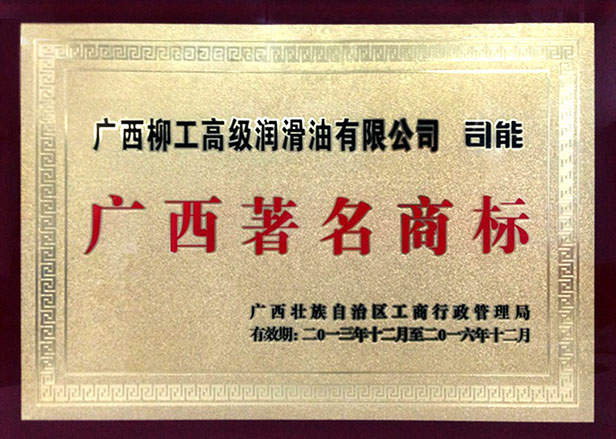 广西柳工高级润滑油有限公司 司能
广西著名商标
广西壮族自治区工商行政管理局
有效期:二0一三年十二月至二0一六年十二月